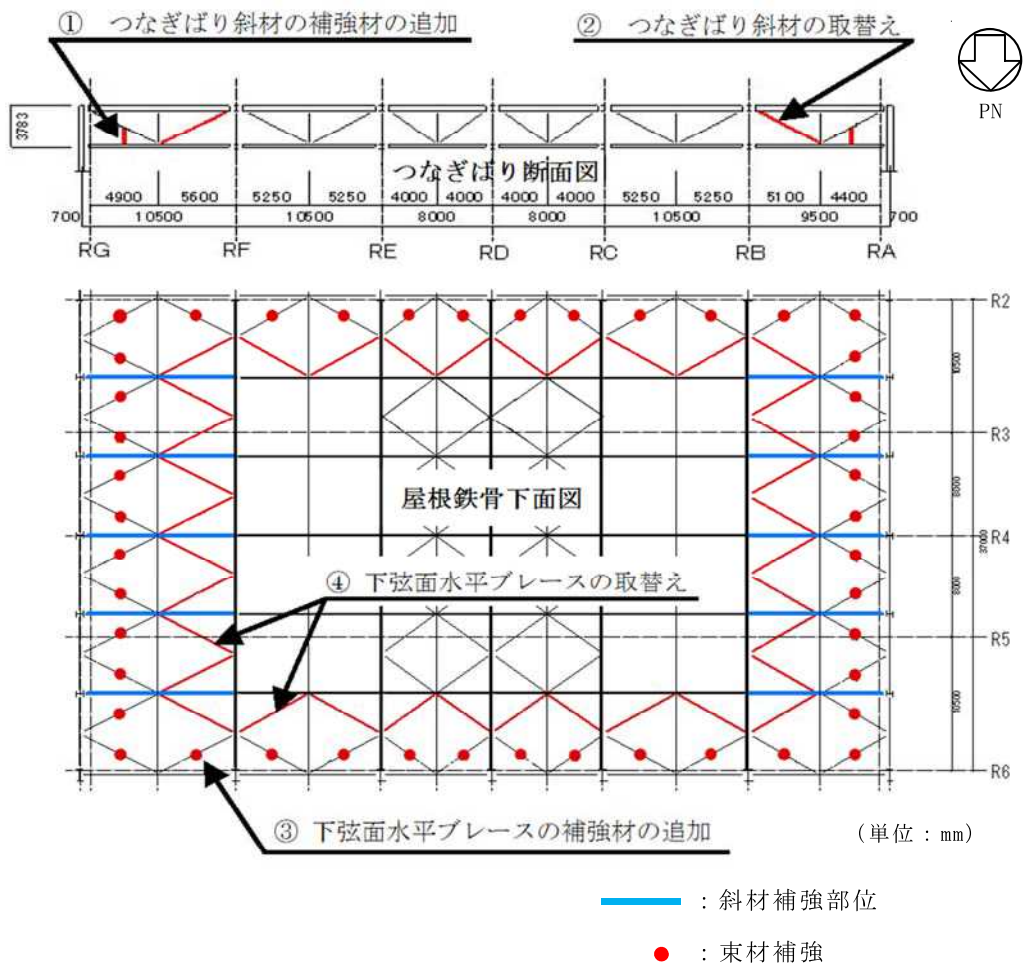 ① つなぎばり斜材の補強材の追加
② つなぎばり斜材の取替え
PN
3783
つなぎばり断面図
4900 5600 5250 5250 4000 4000 4000 4000 5250 5250 5100 4400
700 10500 10500 8000 8000 10500 9500 700
RG RF RE RD RC RB RA
R2
10500
R3
8000
屋根鉄骨下面図
R4
37000
8000
④ 下弦面水平ブレースの取替え
R5
10500
R6
③ 下弦面水平ブレースの補強材の追加
(単位:mm)
:斜材補強部位
:束材補強